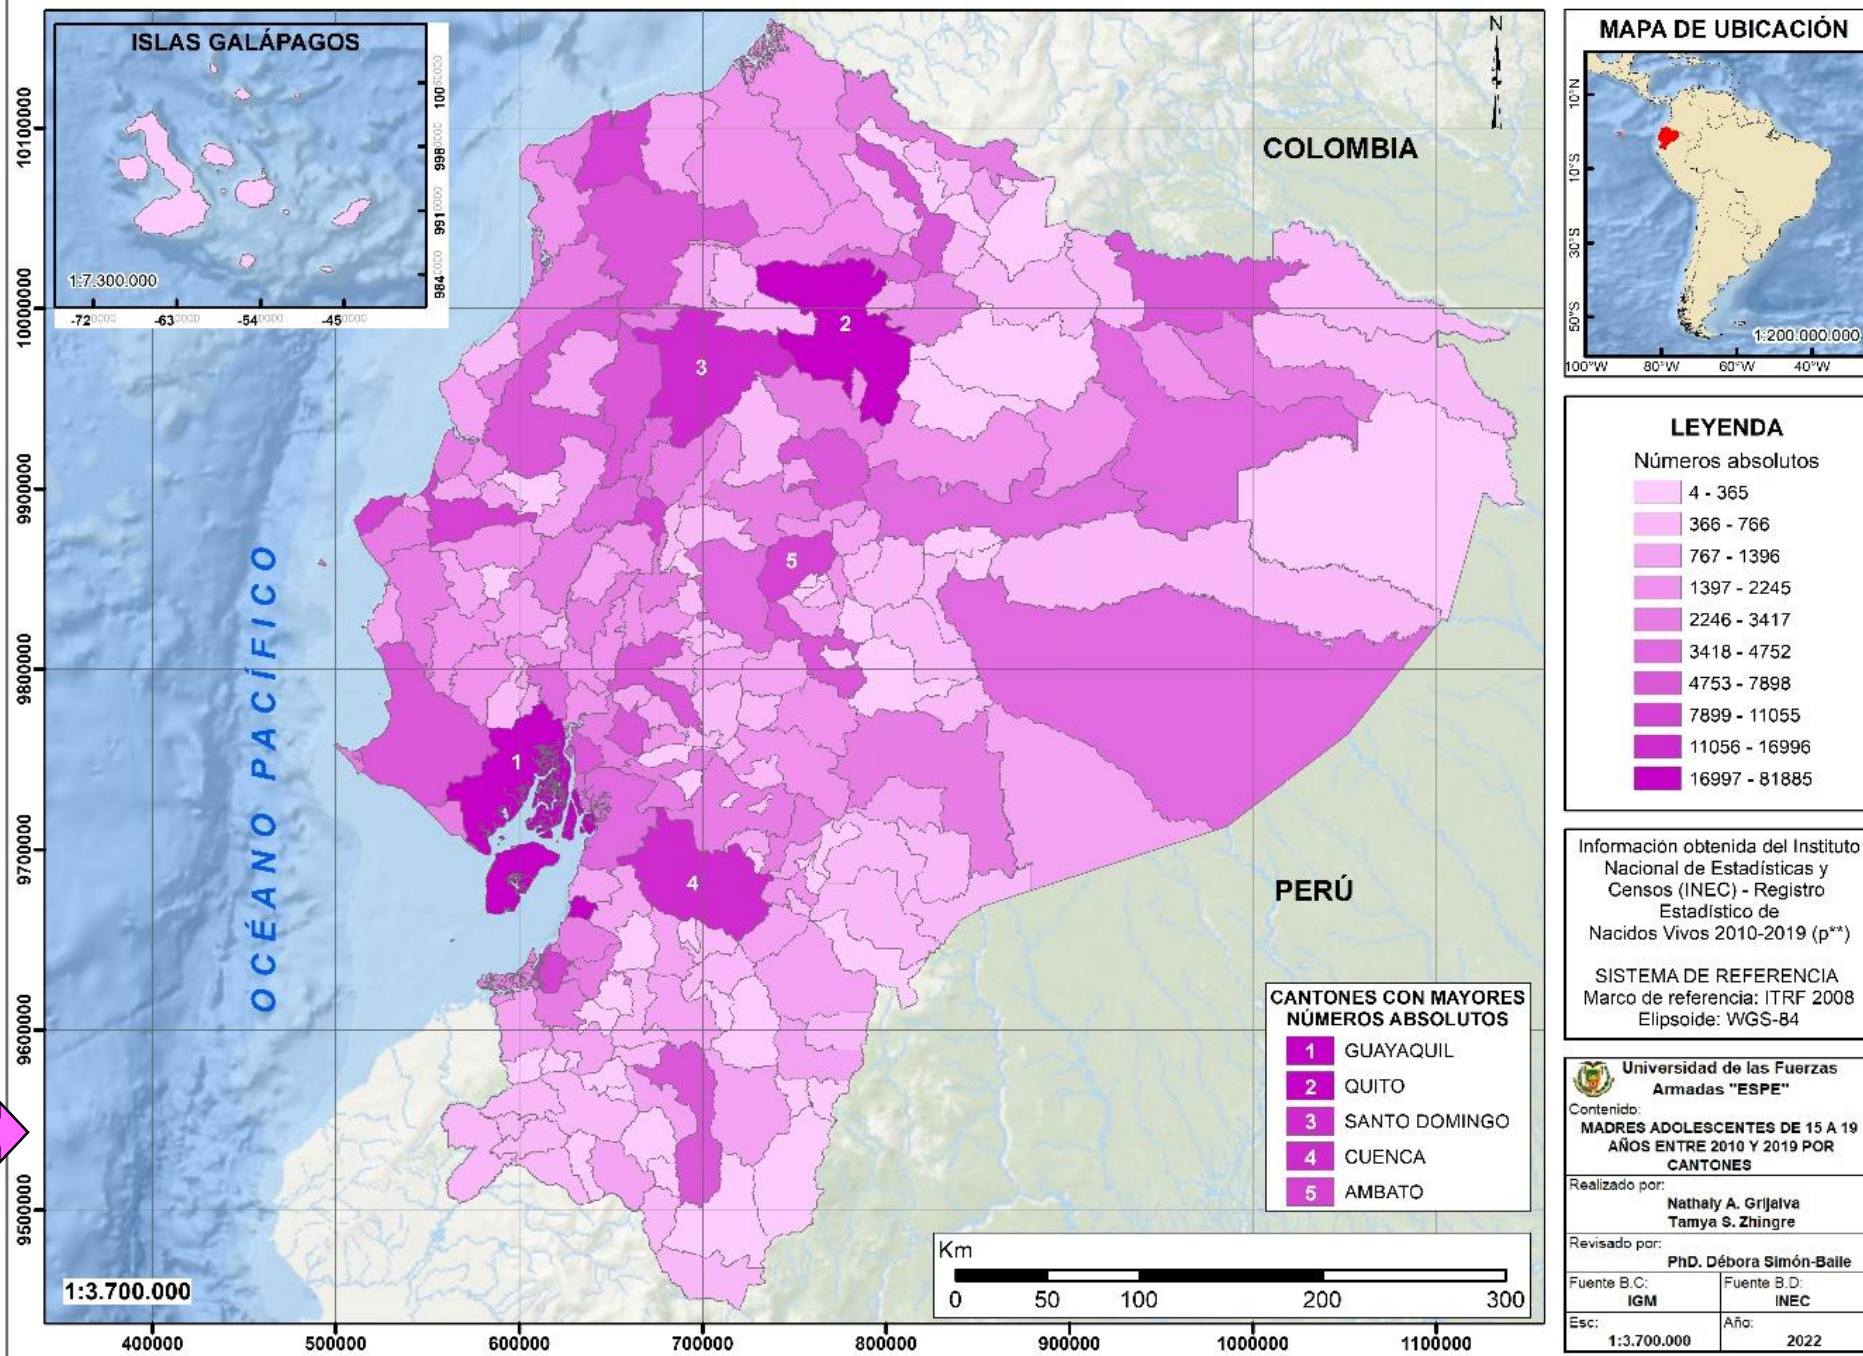 ISLAS GALÁPAGOS
1:7.300.000
1005000
9980000
9910000
9840000
-720000
-630000
-540000
-450000
N
COLOMBIA
PERÚ
OCÉANO PACÍFICO
1
2
3
4
5
10100000
10000000
9900000
9800000
9700000
9600000
9500000
400000
500000
600000
700000
800000
900000
1000000
1100000
1:3.700.000
Km
0 50 100 200 300
CANTONES CON MAYORES
NÚMEROS ABSOLUTOS
1 GUAYAQUIL
2 QUITO
3 SANTO DOMINGO
4 CUENCA
5 AMBATO
MAPA DE UBICACIÓN
10°N
10°S
30°S
50°S
1:200.000.000
100°W 80°W 60°W 40°W
LEYENDA
Números absolutos
4 - 365
366 - 766
767 - 1396
1397 - 2245
2246 - 3417
3418 - 4752
4753 - 7898
7899 - 11055
11056 - 16996
16997 - 81885
Información obtenida del Instituto
Nacional de Estadísticas y
Censos (INEC) - Registro
Estadístico de
Nacidos Vivos 2010-2019 (p**)
SISTEMA DE REFERENCIA
Marco de referencia: ITRF 2008
Elipsoide: WGS-84
Universidad de las Fuerzas
Armadas "ESPE"
Contenido:
MADRES ADOLESCENTES DE 15 A 19
AÑOS ENTRE 2010 Y 2019 POR
CANTONES
Realizado por:
Nathaly A. Grijalva
Tamya S. Zhingre
Revisado por:
PhD. Débora Simón-Baile
Fuente B.C: Fuente B.D:
IGM INEC
Esc: Año:
1:3.700.000 2022